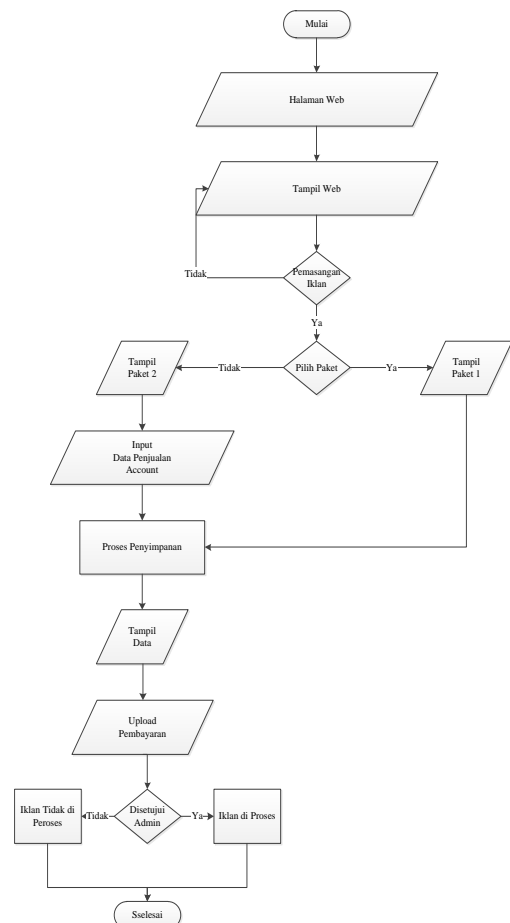 Mulai
Halaman Web
Tampil Web
Pemasangan
Iklan
Tidak
Ya
Tampil
Paket 2
Tidak
Pilih Paket
Ya
Tampil
Paket 1
Input
Data Penjualan
Account
Proses Penyimpanan
Tampil
Data
Upload
Pembayaran
Iklan Tidak di
Peroses
Tidak
Disetujui
Admin
Ya
Iklan di Proses
Sselesai